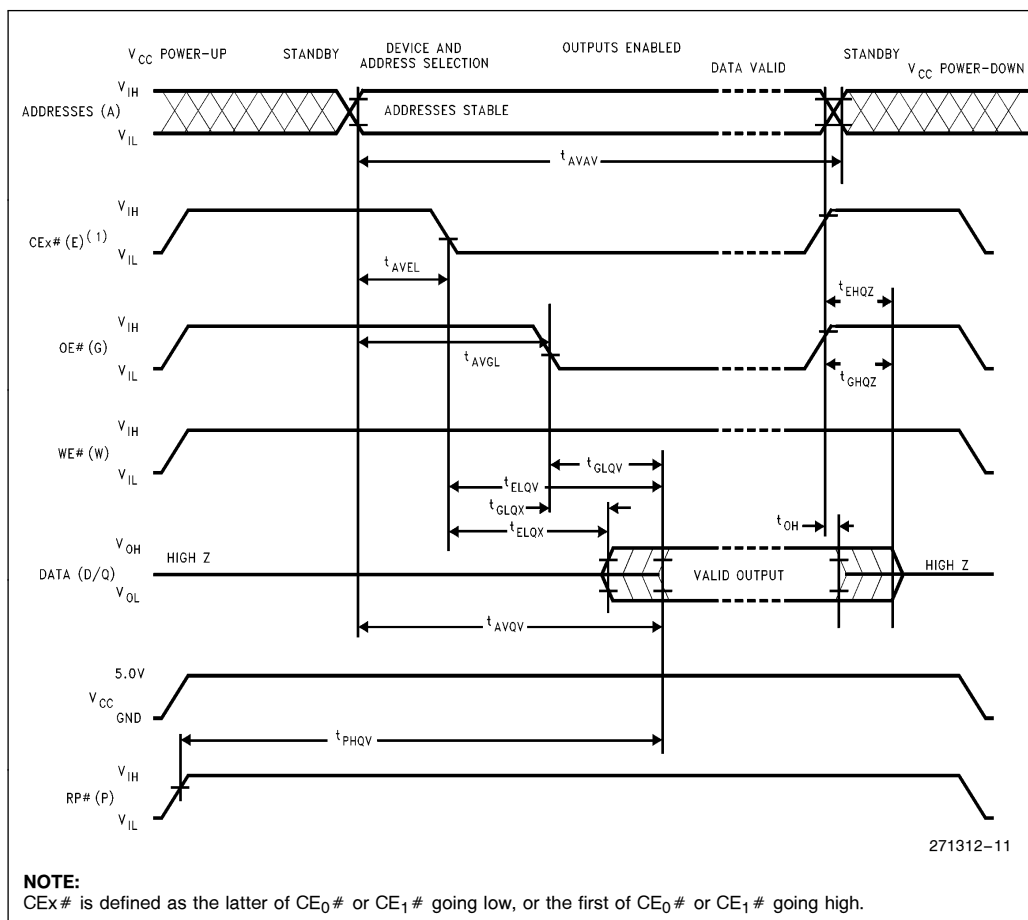 V_CC POWER-UP STANDBY DEVICE AND ADDRESS SELECTION OUTPUTS ENABLED DATA VALID STANDBY V_CC POWER-DOWN
V_IH
ADDRESSES (A) ADDRESSES STABLE
V_IL
t_AVAV
V_IH
CEx# (E)(1)
V_IL
t_AVEL
t_EHQZ
V_IH
OE# (G)
t_AVGL
V_IL
t_GHQZ
V_IH
WE# (W)
t_GLQV
V_IL
t_ELQV
t_GLQX
t_OH
t_ELQX
V_OH
HIGH Z HIGH Z
DATA (D/Q) VALID OUTPUT
V_OL
t_AVQV
5.0V
V_CC
GND
t_PHQV
V_IH
RP# (P)
V_IL
271312-11
NOTE:
CEx# is defined as the latter of CE0# or CE1# going low, or the first of CE0# or CE1# going high.